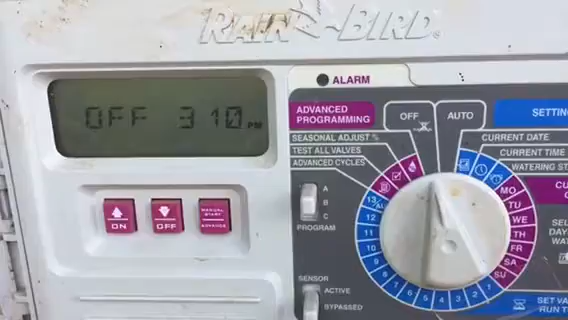 RAIN BIRD®
OFF 3 10 PM
ALARM
ADVANCED PROGRAMMING
OFF
AUTO
SETTING
SEASONAL ADJUST %
TEST ALL VALVES
ADVANCED CYCLES
CURRENT DATE
CURRENT TIME
WATERING
MO
TU
WE
TH
FR
SA
SU
13/ALL
12
11
10
9
8
7
6
5
4
3
2
1
A
B
C
PROGRAM
ON
OFF
MANUAL START
ADVANCE
SENSOR
ACTIVE
BYPASSED
SET VA
RUN T